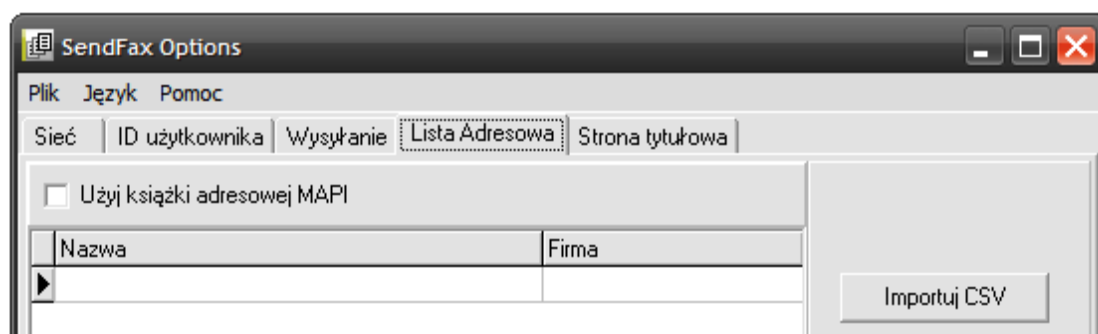 SendFax Options
Plik Język Pomoc
Sieć ID użytkownika Wysyłanie Lista Adresowa Strona tytułowa
Użyj książki adresowej MAPI
Nazwa Firma
Importuj CSV